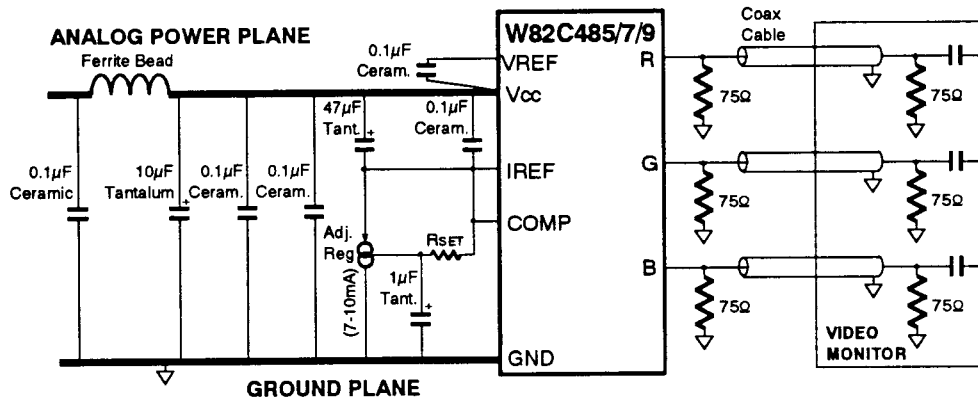 ANALOG POWER PLANE
Ferrite Bead
0.1µF
Ceram.
W82C485/7/9
VREF
Vcc
IREF
COMP
GND
R
G
B
Coax
Cable
47µF
Tant.
+
0.1µF
Ceram.
0.1µF
Ceramic
10µF
Tantalum
+
0.1µF
Ceram.
0.1µF
Ceram.
Adj.
Reg
(7-10mA)
RSET
1µF
Tant.
+
75Ω
75Ω
75Ω
75Ω
75Ω
75Ω
VIDEO
MONITOR
GROUND PLANE